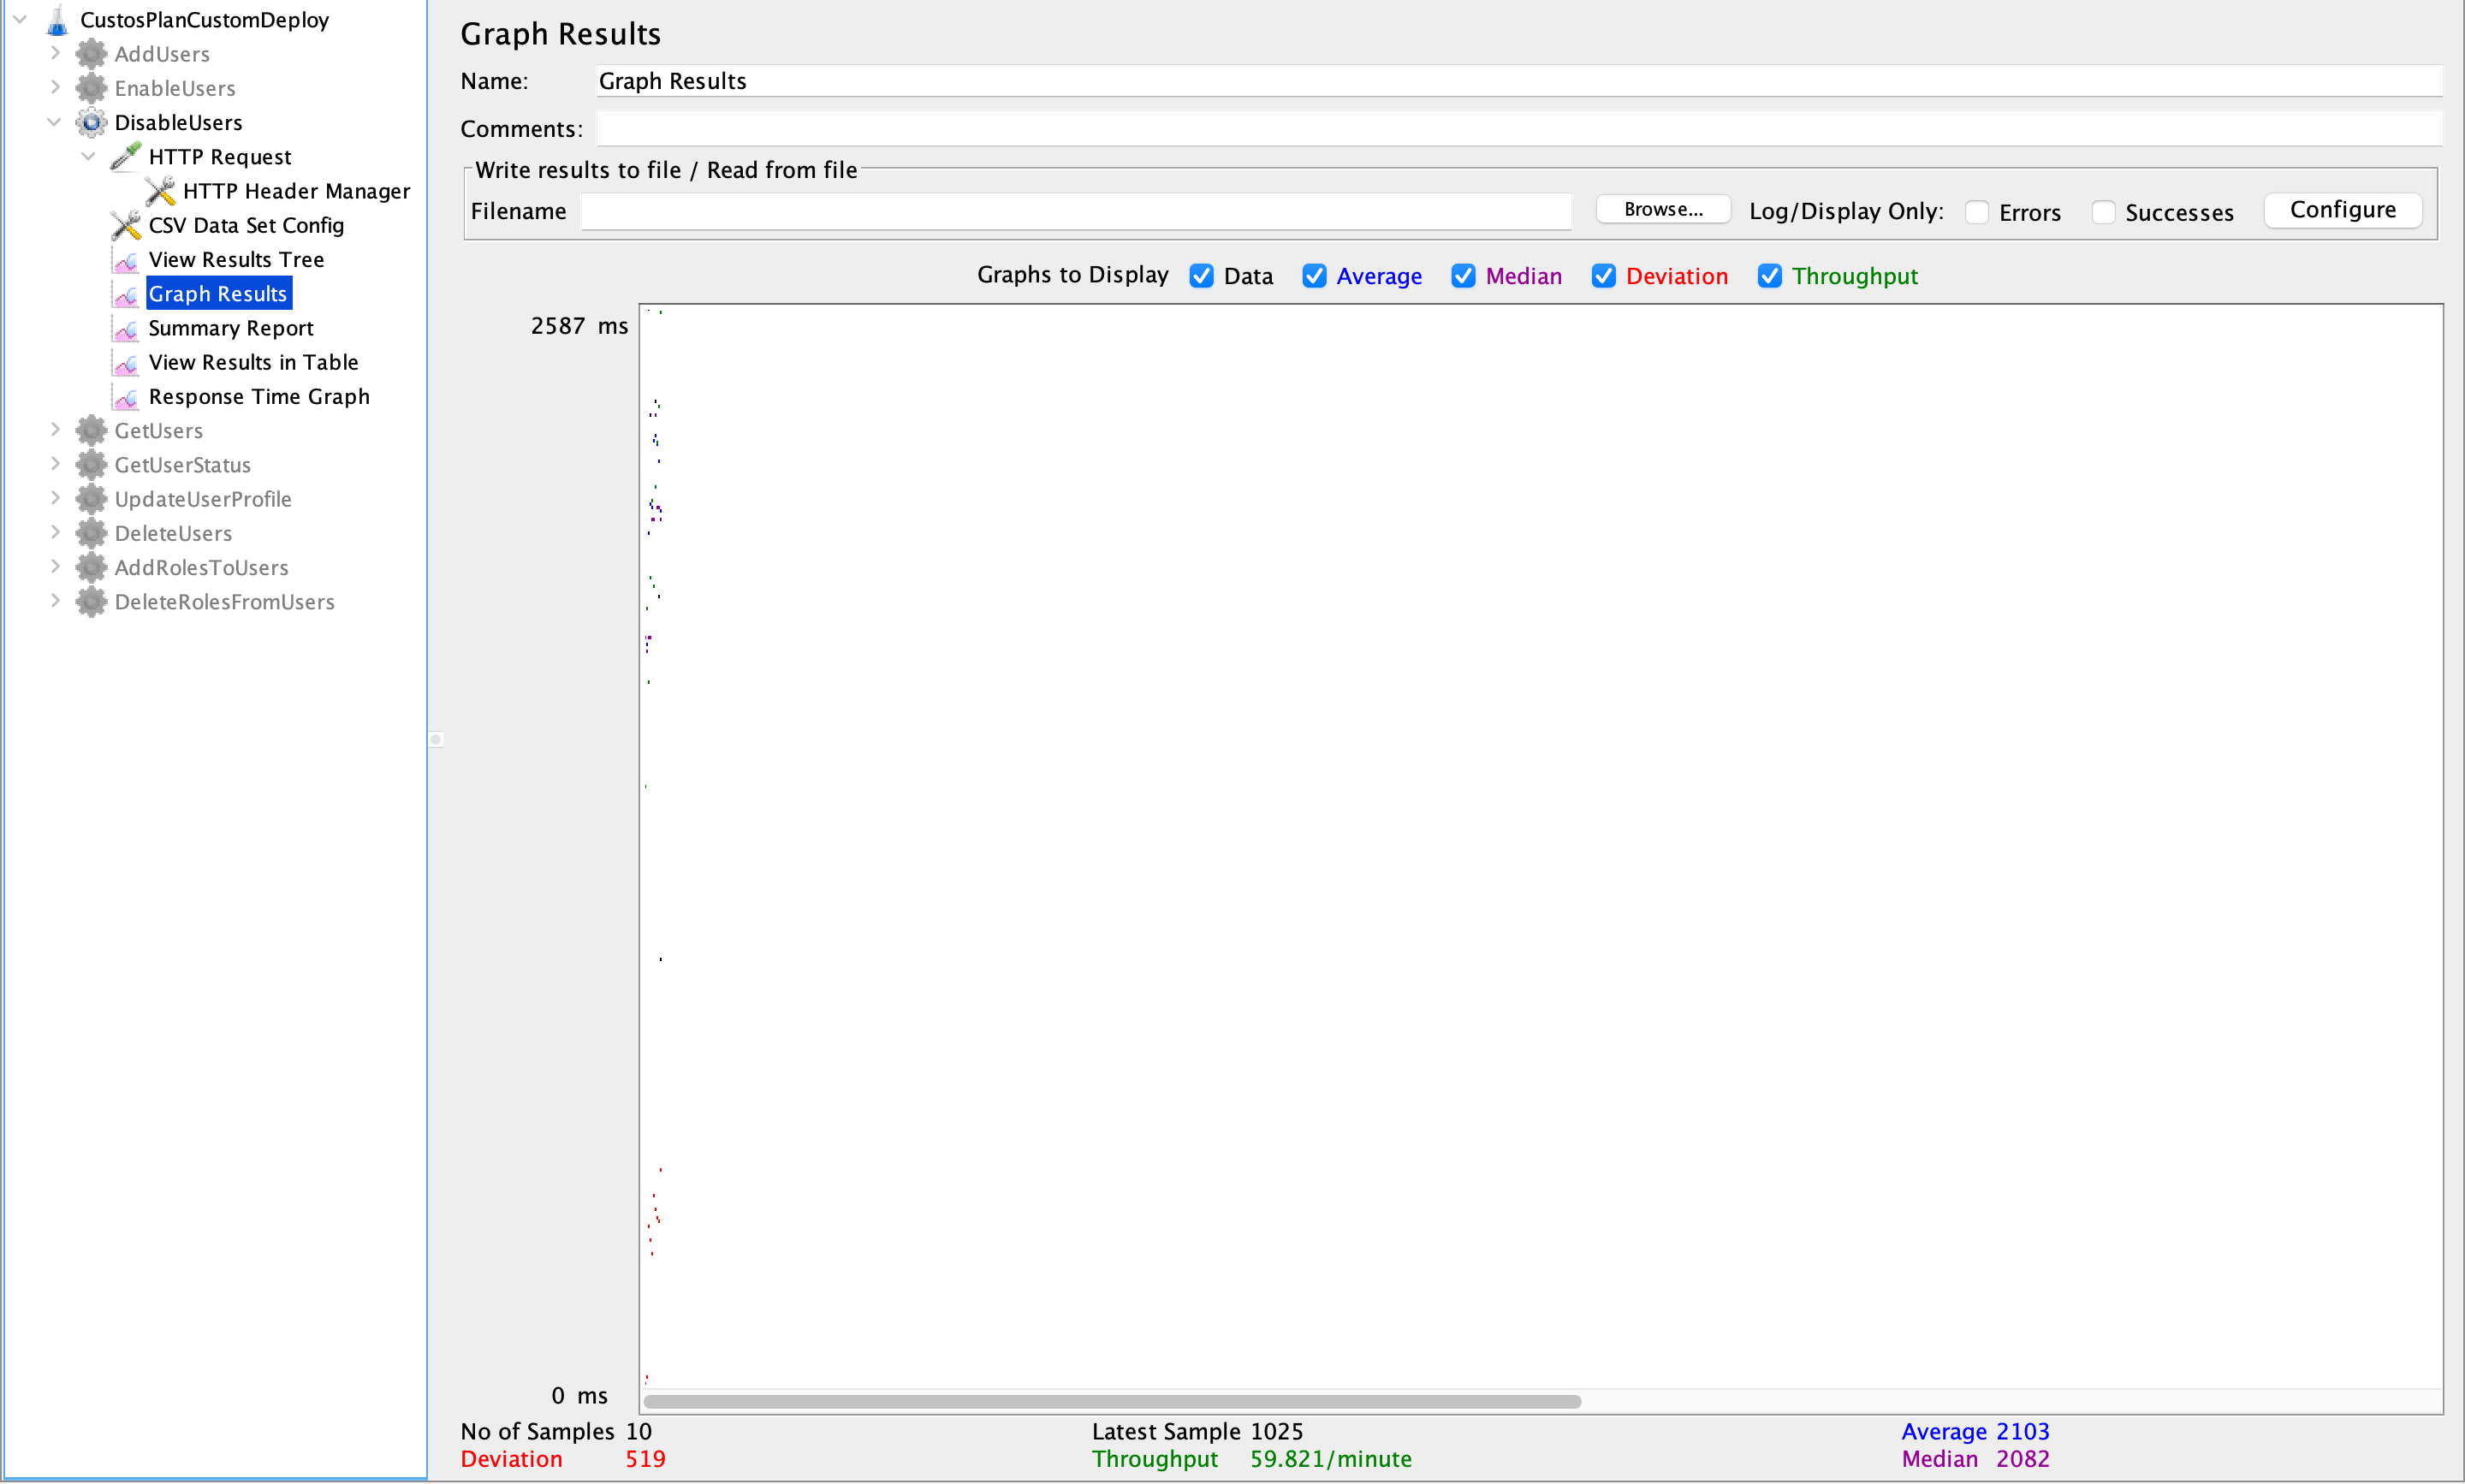 CustosPlanCustomDeploy
AddUsers
EnableUsers
DisableUsers
HTTP Request
HTTP Header Manager
CSV Data Set Config
View Results Tree
Graph Results
Summary Report
View Results in Table
Response Time Graph
GetUsers
GetUserStatus
UpdateUserProfile
DeleteUsers
AddRolesToUsers
DeleteRolesFromUsers
Graph Results
Name: Graph Results
Comments:
Write results to file / Read from file
Filename Browse... Log/Display Only: Errors Successes Configure
Graphs to Display Data Average Median Deviation Throughput
2587 ms
0 ms
No of Samples 10 Latest Sample 1025 Average 2103
Deviation 519 Throughput 59.821/minute Median 2082